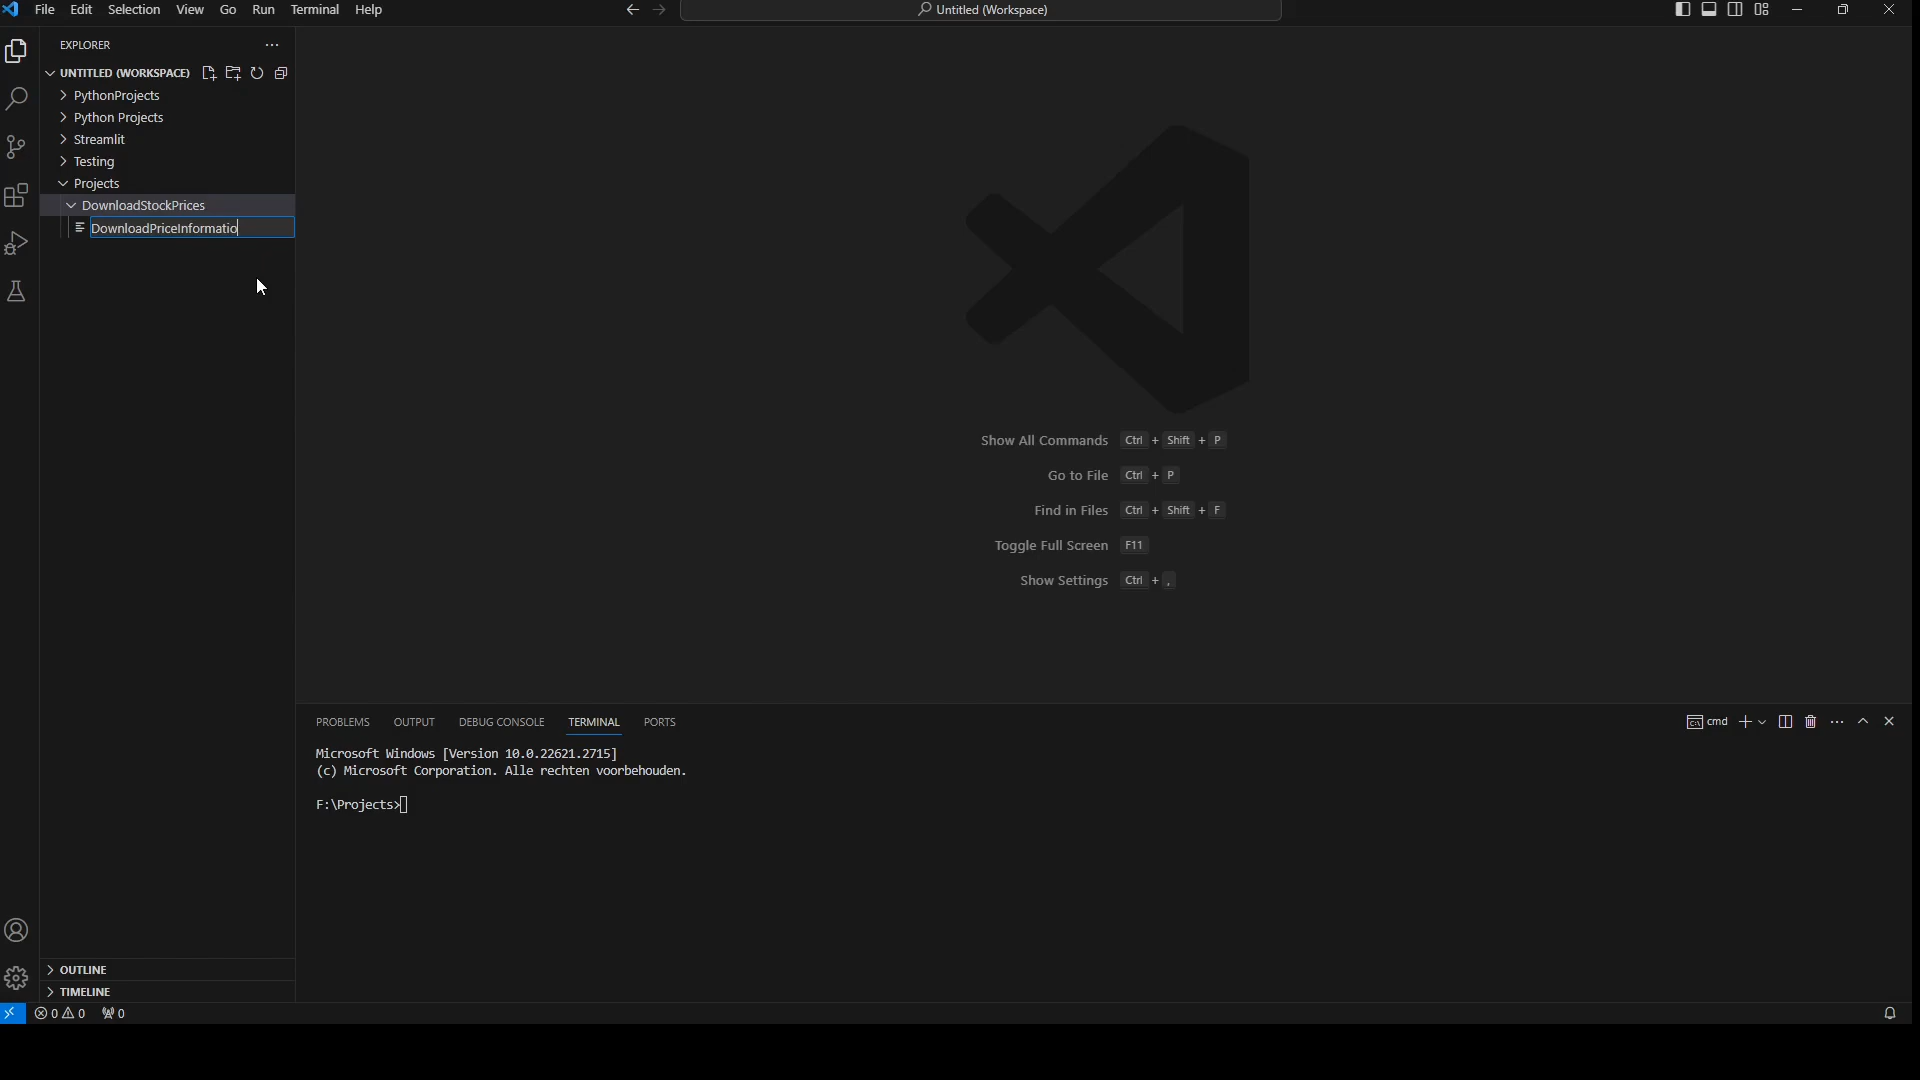 File Edit Selection View Go Run Terminal Help
Untitled (Workspace)
EXPLORER
UNTITLED (WORKSPACE)
PythonProjects
Python Projects
Streamlit
Testing
Projects
DownloadStockPrices
DownloadPriceInformatio
Show All Commands Ctrl + Shift + P
Go to File Ctrl + P
Find in Files Ctrl + Shift + F
Toggle Full Screen F11
Show Settings Ctrl + ,
PROBLEMS OUTPUT DEBUG CONSOLE TERMINAL PORTS
cmd
Microsoft Windows [Version 10.0.22621.2715]
(c) Microsoft Corporation. Alle rechten voorbehouden.
F:\Projects>
OUTLINE
TIMELINE
0 0 0